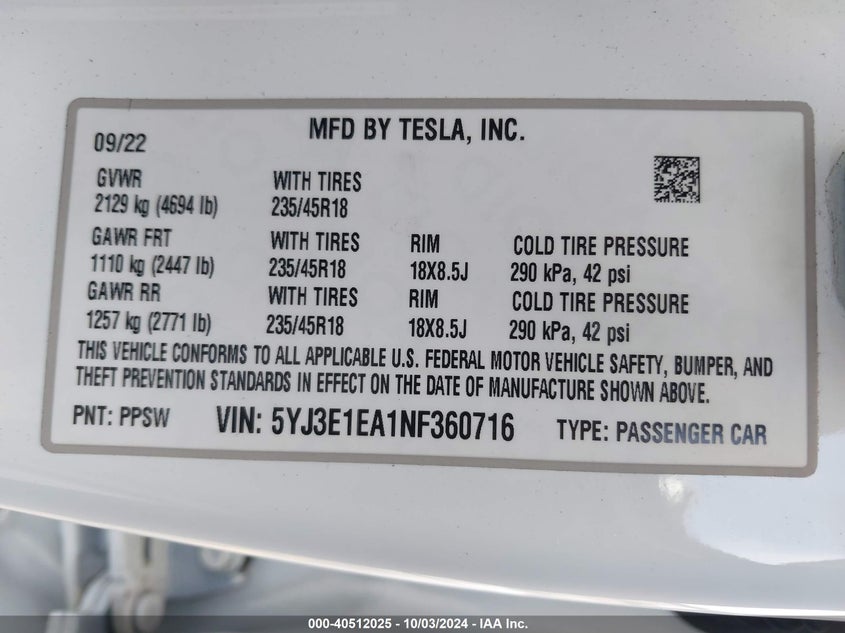 MFD BY TESLA, INC.
09/22
GVWR WITH TIRES
2129 kg (4694 lb) 235/45R18
GAWR FRT WITH TIRES RIM COLD TIRE PRESSURE
1110 kg (2447 lb) 235/45R18 18X8.5J 290 kPa, 42 psi
GAWR RR WITH TIRES RIM COLD TIRE PRESSURE
1257 kg (2771 lb) 235/45R18 18X8.5J 290 kPa, 42 psi
THIS VEHICLE CONFORMS TO ALL APPLICABLE U.S. FEDERAL MOTOR VEHICLE SAFETY, BUMPER, AND
THEFT PREVENTION STANDARDS IN EFFECT ON THE DATE OF MANUFACTURE SHOWN ABOVE.
PNT: PPSW VIN: 5YJ3E1EA1NF360716 TYPE: PASSENGER CAR
000-40512025 - 10/03/2024 - IAA Inc.